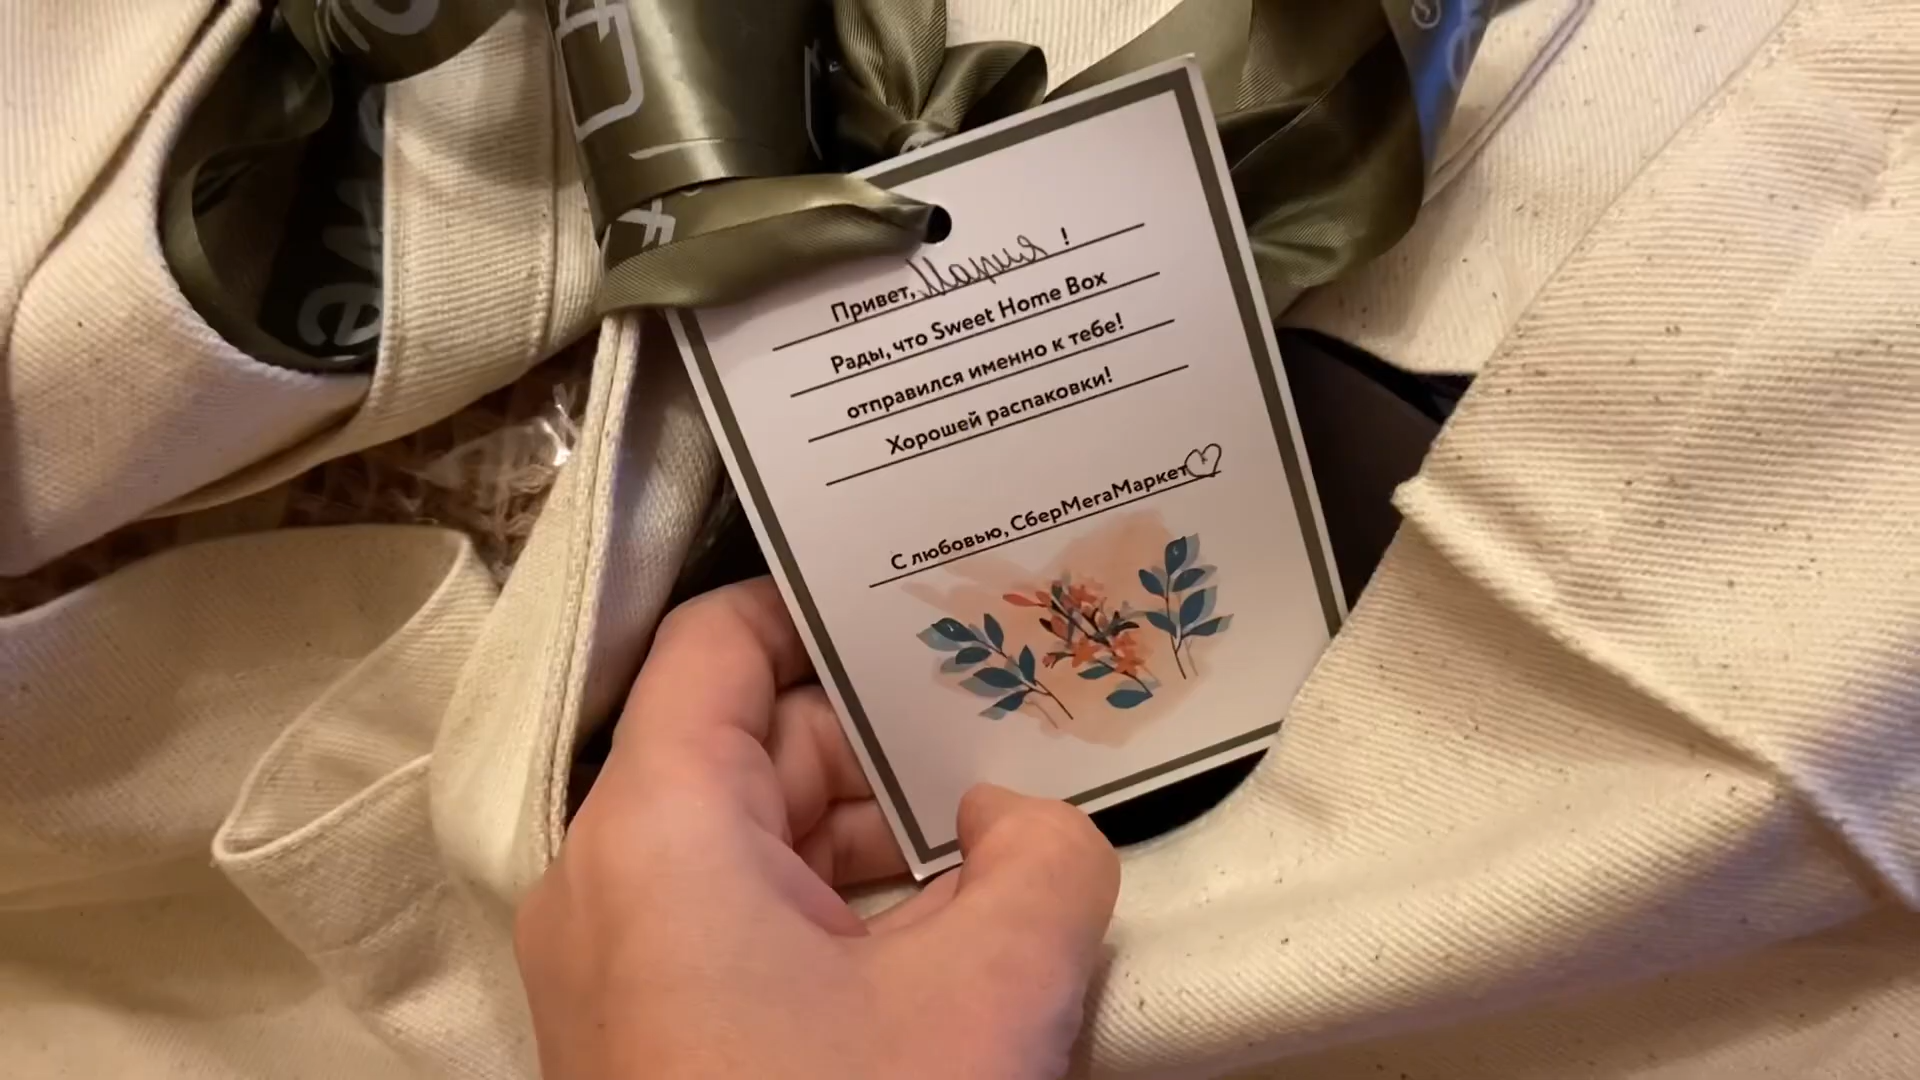 Привет, Мария !
Рады, что Sweet Home Box
отправился именно к тебе!
Хорошей распаковки!
С любовью, СберМегаМаркет